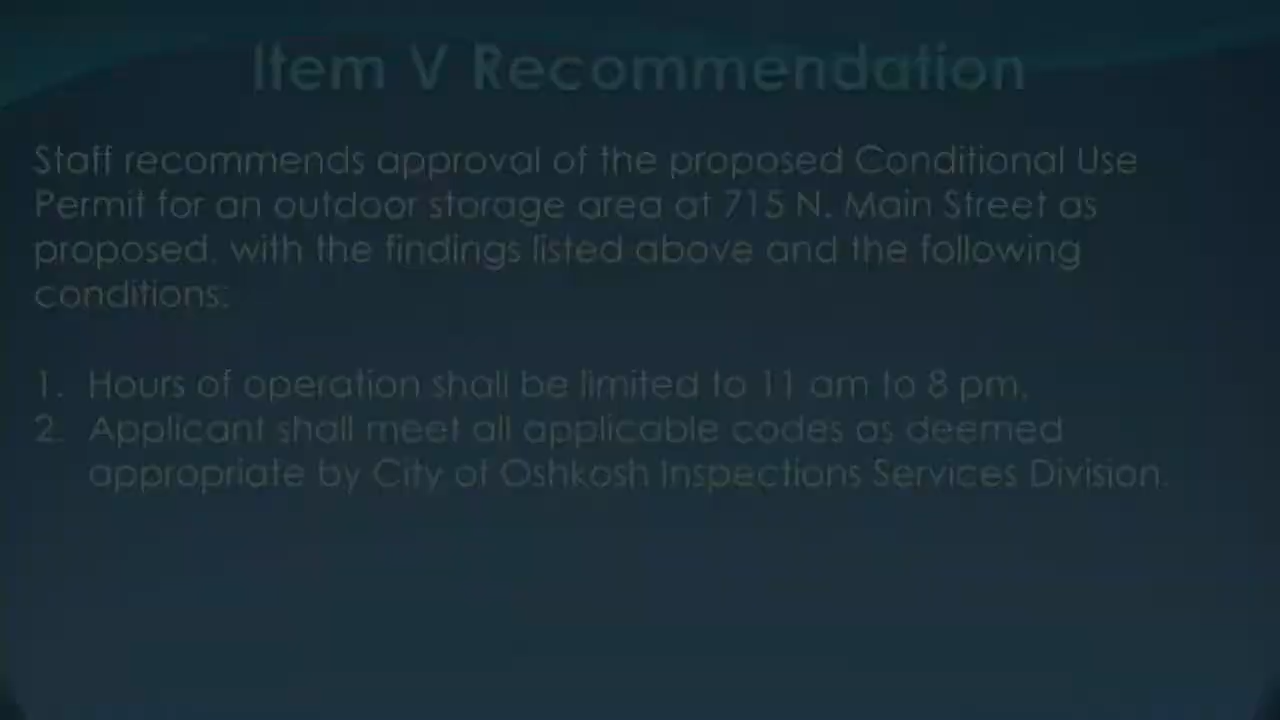 Item V Recommendation
Staff recommends approval of the proposed Conditional Use
Permit for an outdoor storage area at 715 N. Main Street as
proposed, with the findings listed above and the following
conditions:
1. Hours of operation shall be limited to 11 am to 8 pm.
2. Applicant shall meet all applicable codes as deemed
appropriate by City of Oshkosh Inspections Services Division.